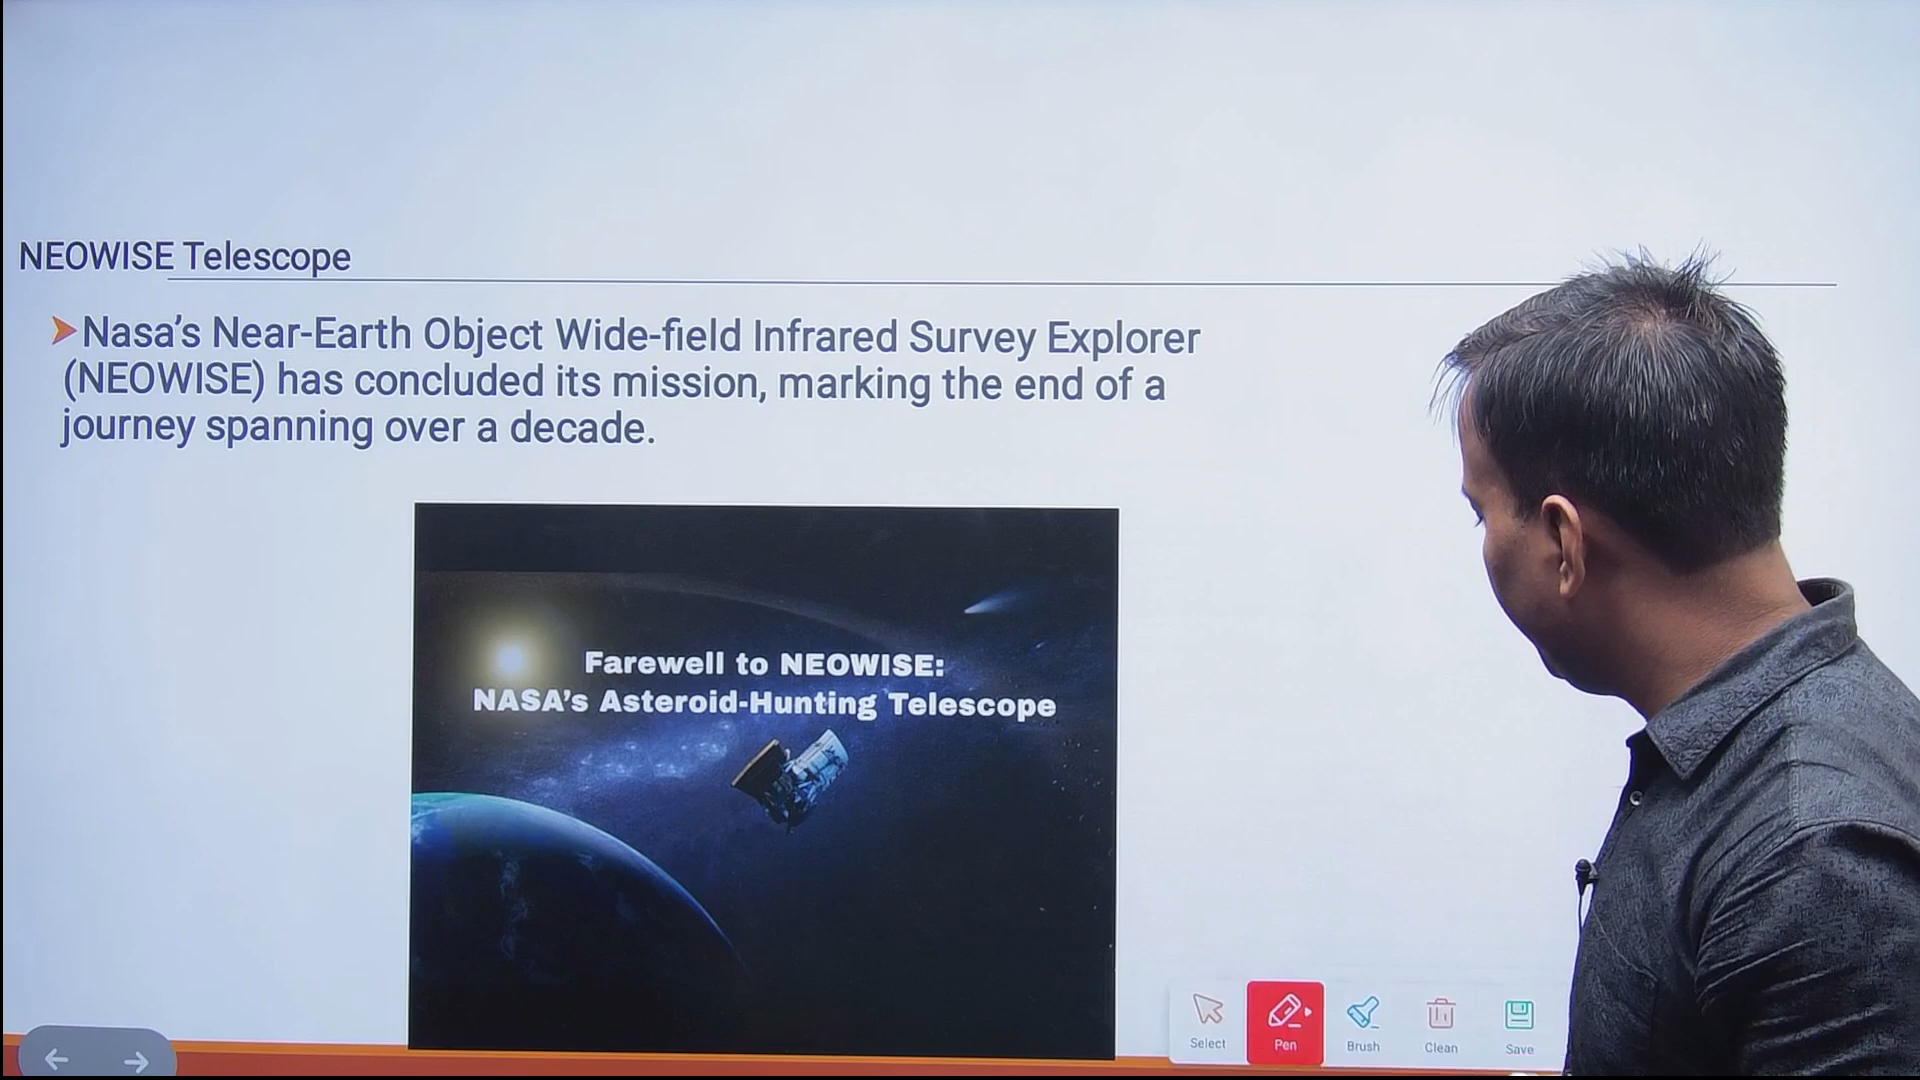 NEOWISE Telescope
➤Nasa's Near-Earth Object Wide-field Infrared Survey Explorer
(NEOWISE) has concluded its mission, marking the end of a
journey spanning over a decade.
Farewell to NEOWISE:
NASA's Asteroid-Hunting Telescope
Select
Pen
Brush
Clean
Save